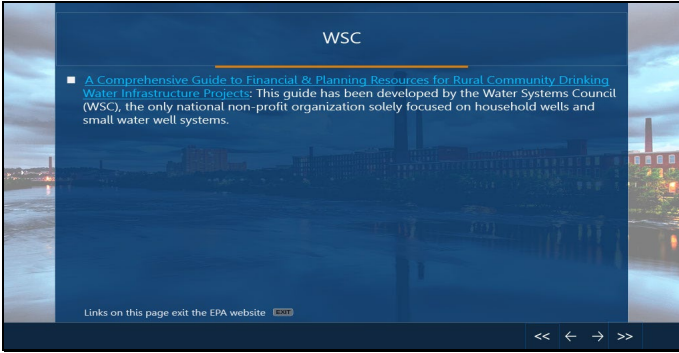 WSC
A Comprehensive Guide to Financial & Planning Resources for Rural Community Drinking
Water Infrastructure Projects: This guide has been developed by the Water Systems Council
(WSC), the only national non-profit organization solely focused on household wells and
small water well systems.
Links on this page exit the EPA website EXIT
<< ← → >>